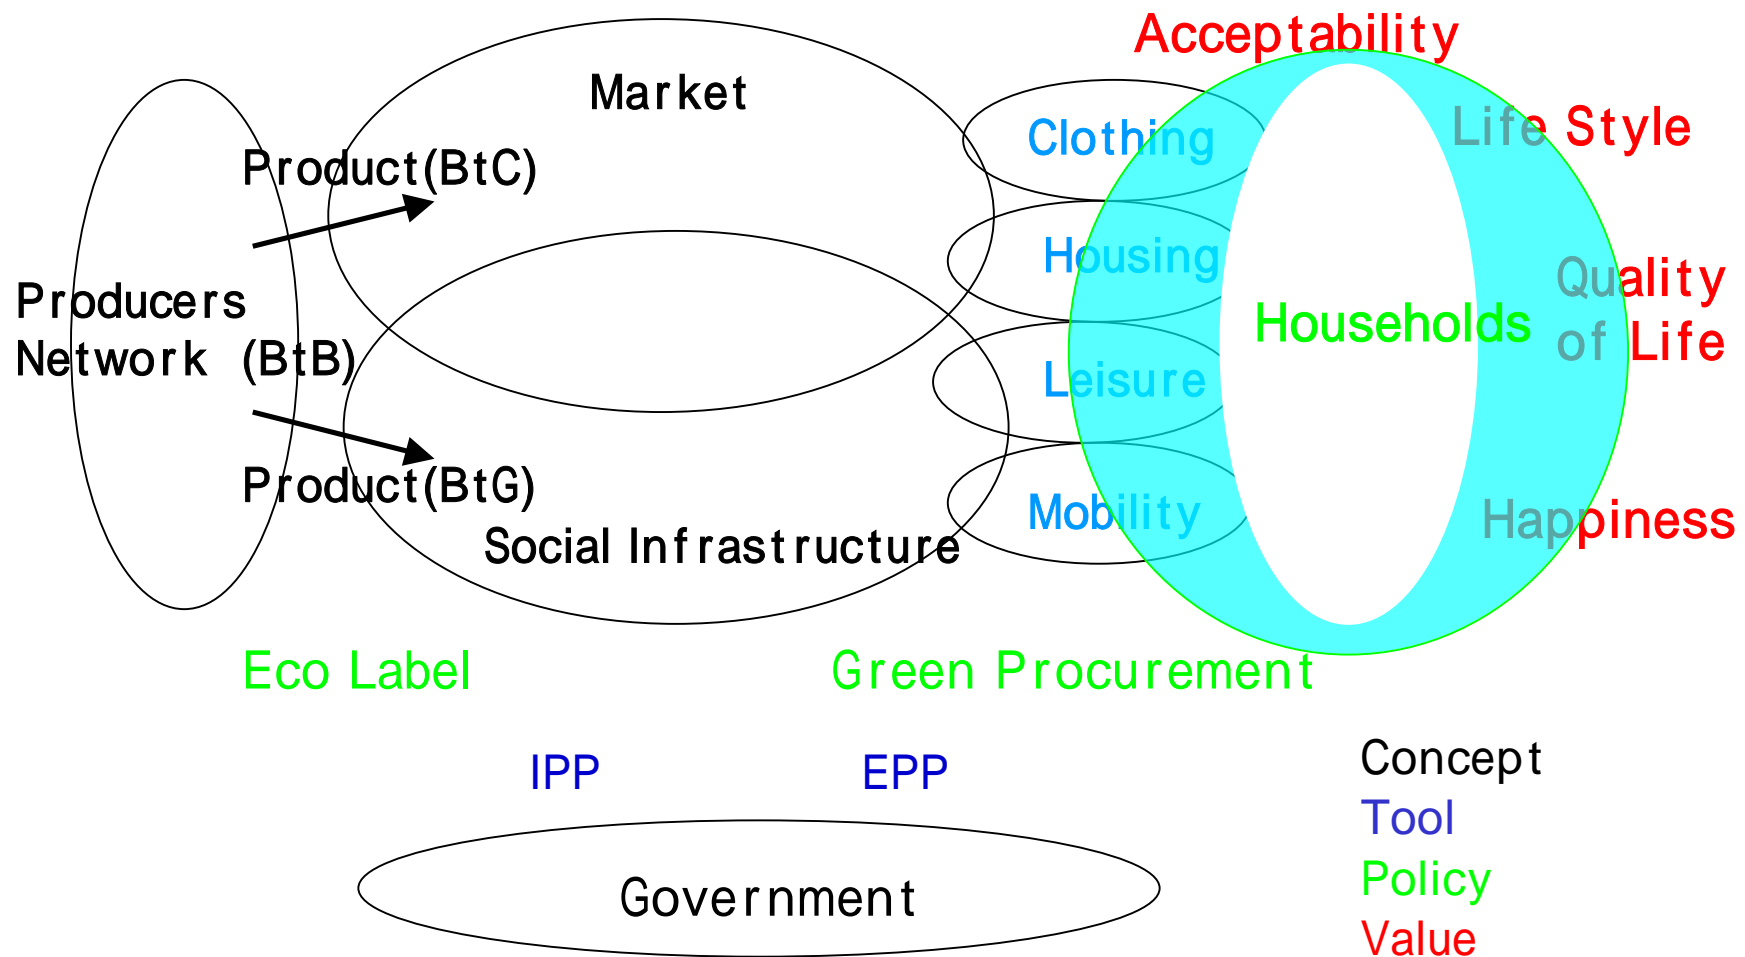 Acceptability
Market
Clothing
Life Style
Product(BtC)
Housing
Quality
of Life
Producers
Network (BtB)
Households
Leisure
Product(BtG)
Mobility
Happiness
Social Infrastructure
Eco Label
Green Procurement
IPP
EPP
Concept
Tool
Policy
Value
Government